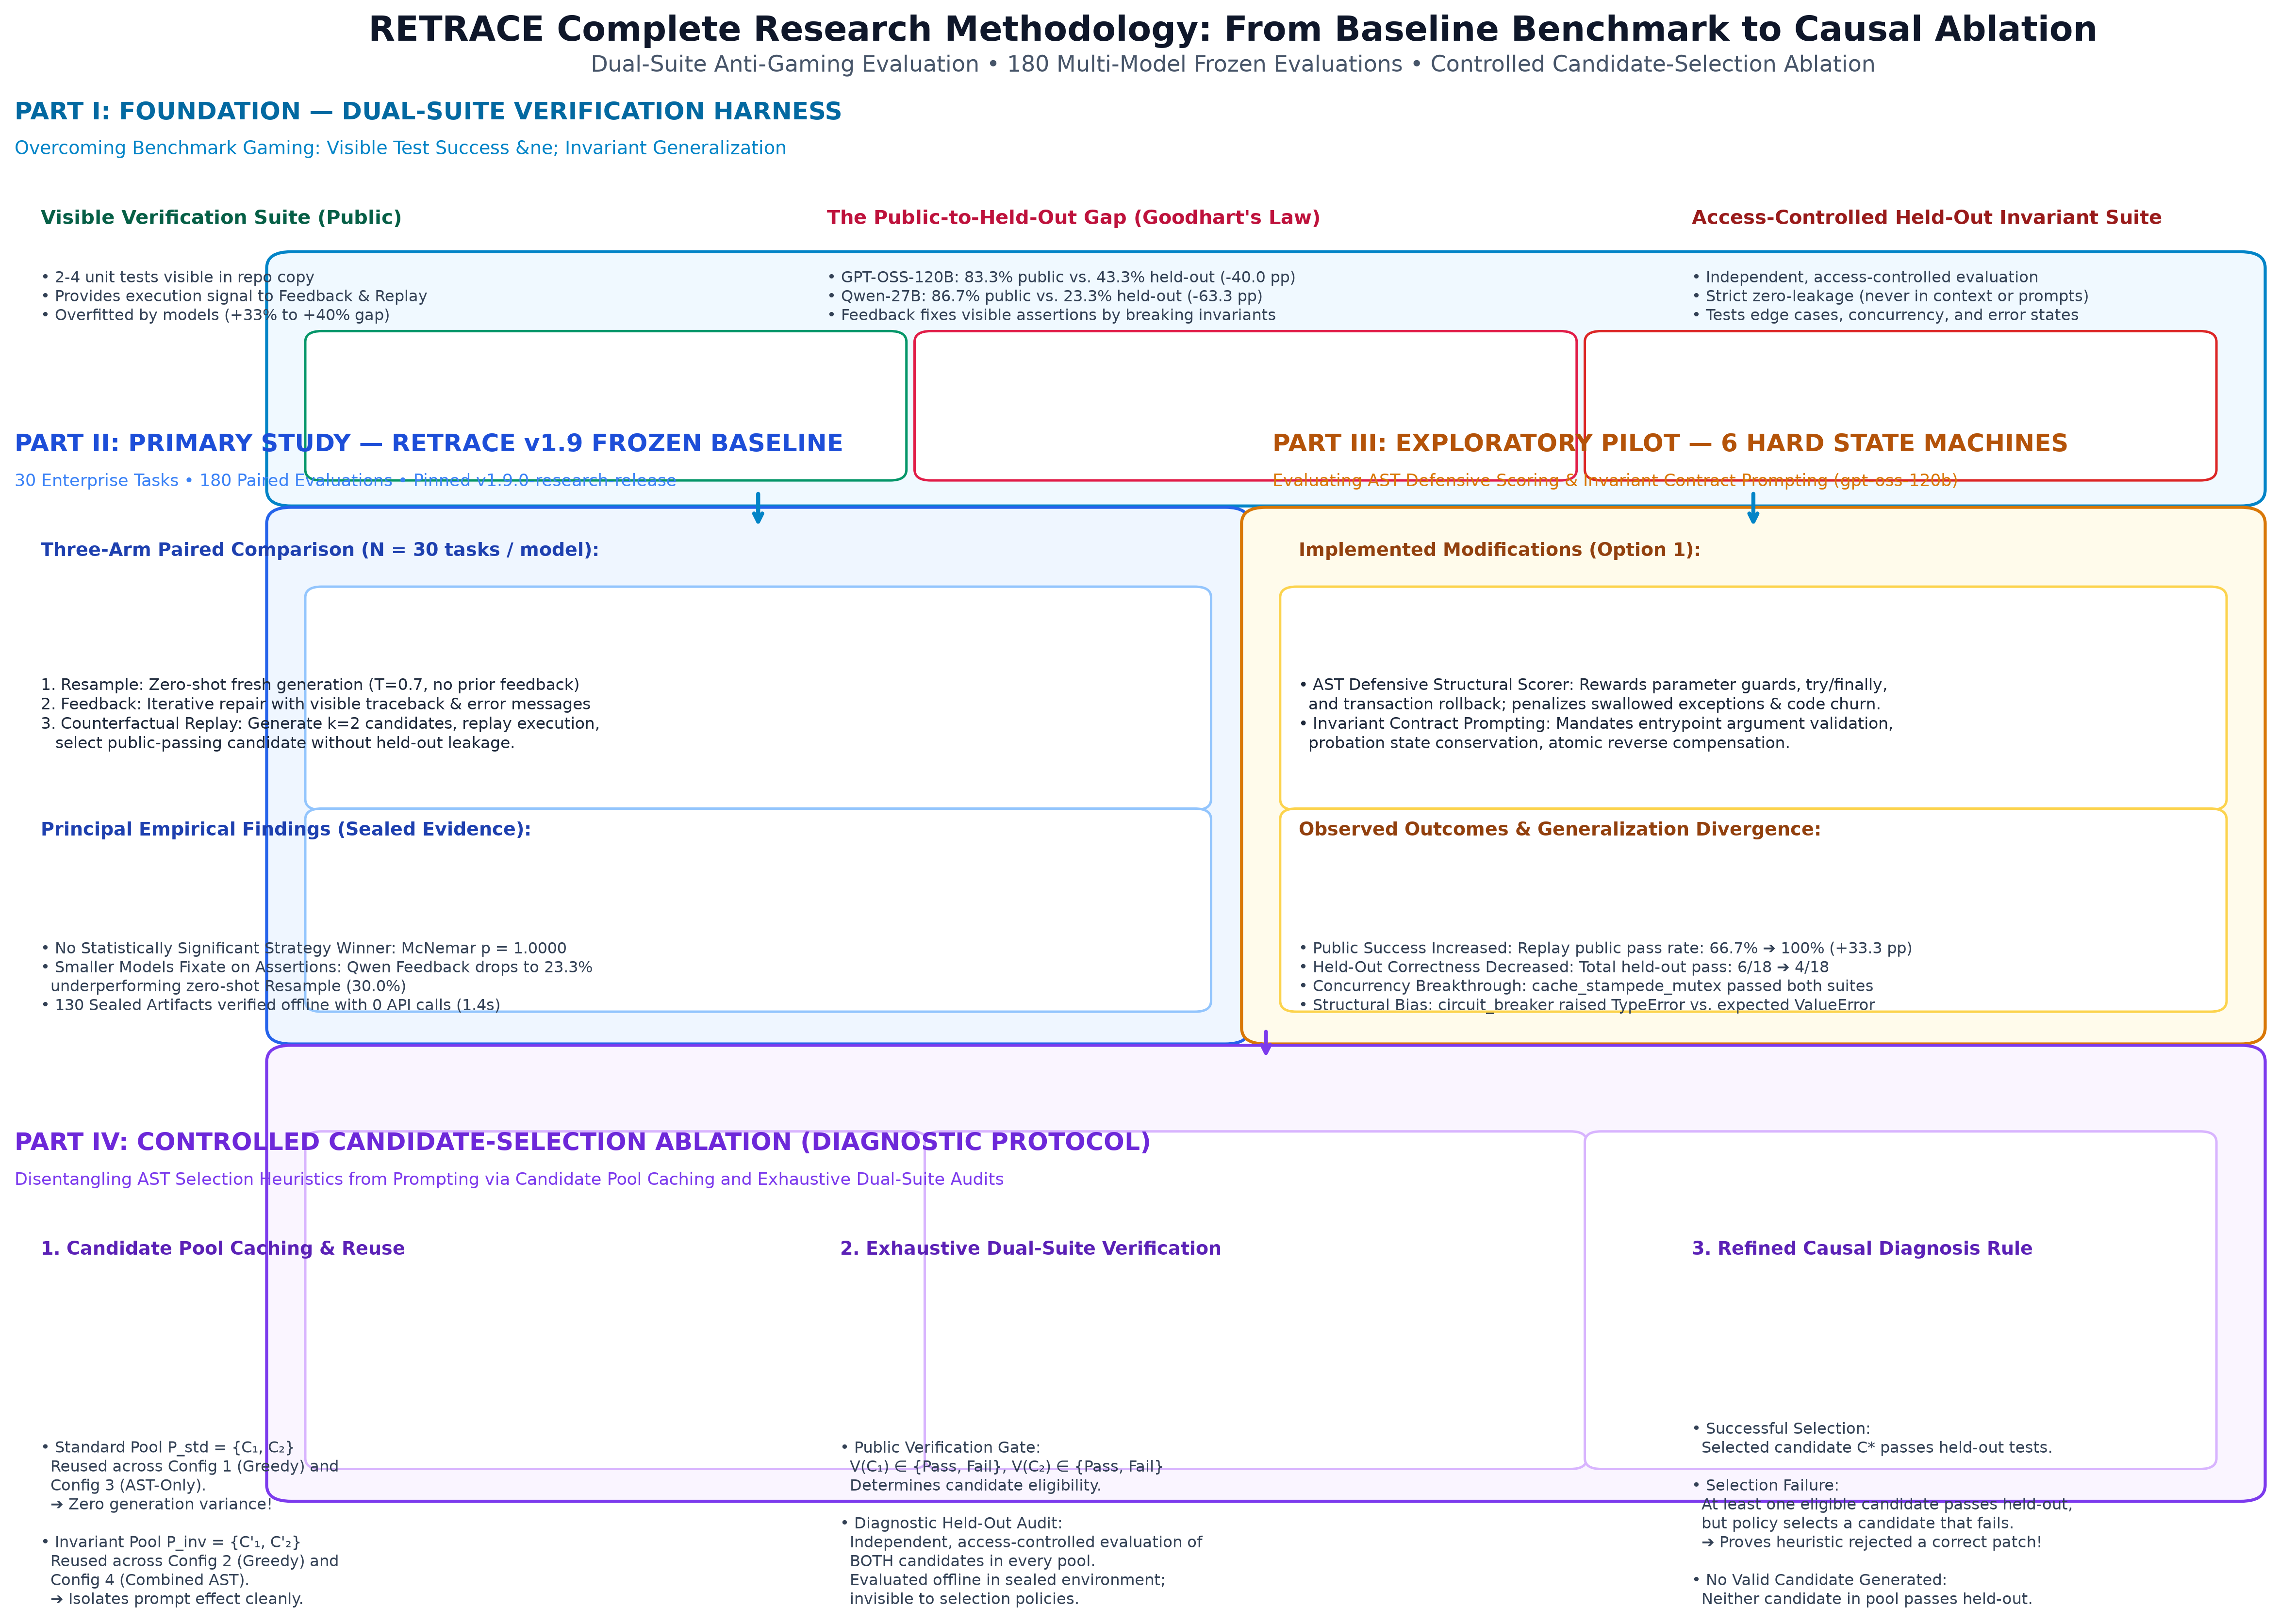 RETRACE Complete Research Methodology: From Baseline Benchmark to Causal Ablation
Dual-Suite Anti-Gaming Evaluation • 180 Multi-Model Frozen Evaluations • Controlled Candidate-Selection Ablation
PART I: FOUNDATION — DUAL-SUITE VERIFICATION HARNESS
Overcoming Benchmark Gaming: Visible Test Success &ne; Invariant Generalization
Visible Verification Suite (Public)
• 2-4 unit tests visible in repo copy
• Provides execution signal to Feedback & Replay
• Overfitted by models (+33% to +40% gap)
The Public-to-Held-Out Gap (Goodhart's Law)
• GPT-OSS-120B: 83.3% public vs. 43.3% held-out (-40.0 pp)
• Qwen-27B: 86.7% public vs. 23.3% held-out (-63.3 pp)
• Feedback fixes visible assertions by breaking invariants
Access-Controlled Held-Out Invariant Suite
• Independent, access-controlled evaluation
• Strict zero-leakage (never in context or prompts)
• Tests edge cases, concurrency, and error states
PART II: PRIMARY STUDY — RETRACE v1.9 FROZEN BASELINE
30 Enterprise Tasks • 180 Paired Evaluations • Pinned v1.9.0-research-release
Three-Arm Paired Comparison (N = 30 tasks / model):
1. Resample: Zero-shot fresh generation (T=0.7, no prior feedback)
2. Feedback: Iterative repair with visible traceback & error messages
3. Counterfactual Replay: Generate k=2 candidates, replay execution,
select public-passing candidate without held-out leakage.
Principal Empirical Findings (Sealed Evidence):
• No Statistically Significant Strategy Winner: McNemar p = 1.0000
• Smaller Models Fixate on Assertions: Qwen Feedback drops to 23.3%
underperforming zero-shot Resample (30.0%)
• 130 Sealed Artifacts verified offline with 0 API calls (1.4s)
PART III: EXPLORATORY PILOT — 6 HARD STATE MACHINES
Evaluating AST Defensive Scoring & Invariant Contract Prompting (gpt-oss-120b)
Implemented Modifications (Option 1):
• AST Defensive Structural Scorer: Rewards parameter guards, try/finally,
and transaction rollback; penalizes swallowed exceptions & code churn.
• Invariant Contract Prompting: Mandates entrypoint argument validation,
probation state conservation, atomic reverse compensation.
Observed Outcomes & Generalization Divergence:
• Public Success Increased: Replay public pass rate: 66.7% ➔ 100% (+33.3 pp)
• Held-Out Correctness Decreased: Total held-out pass: 6/18 ➔ 4/18
• Concurrency Breakthrough: cache_stampede_mutex passed both suites
• Structural Bias: circuit_breaker raised TypeError vs. expected ValueError
PART IV: CONTROLLED CANDIDATE-SELECTION ABLATION (DIAGNOSTIC PROTOCOL)
Disentangling AST Selection Heuristics from Prompting via Candidate Pool Caching and Exhaustive Dual-Suite Audits
1. Candidate Pool Caching & Reuse
• Standard Pool P_std = {C₁, C₂}
Reused across Config 1 (Greedy) and
Config 3 (AST-Only).
➔ Zero generation variance!
• Invariant Pool P_inv = {C'₁, C'₂}
Reused across Config 2 (Greedy) and
Config 4 (Combined AST).
➔ Isolates prompt effect cleanly.
2. Exhaustive Dual-Suite Verification
• Public Verification Gate:
V(C₁) ∈ {Pass, Fail}, V(C₂) ∈ {Pass, Fail}
Determines candidate eligibility.
• Diagnostic Held-Out Audit:
Independent, access-controlled evaluation of
BOTH candidates in every pool.
Evaluated offline in sealed environment;
invisible to selection policies.
3. Refined Causal Diagnosis Rule
• Successful Selection:
Selected candidate C* passes held-out tests.
• Selection Failure:
At least one eligible candidate passes held-out,
but policy selects a candidate that fails.
➔ Proves heuristic rejected a correct patch!
• No Valid Candidate Generated:
Neither candidate in pool passes held-out.